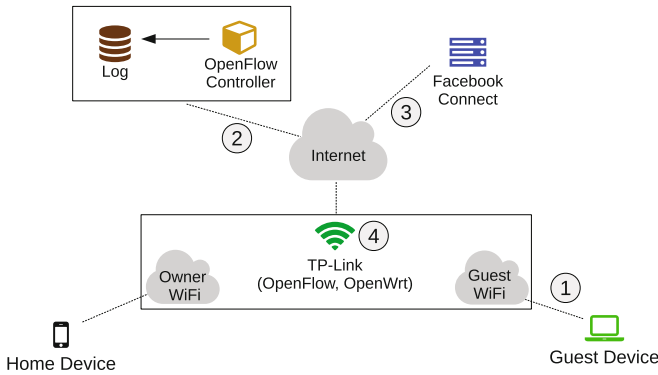 Log
OpenFlow
Controller
Facebook
Connect
2
3
Internet
4
TP-Link
(OpenFlow, OpenWrt)
Owner
WiFi
Guest
WiFi
1
Home Device
Guest Device